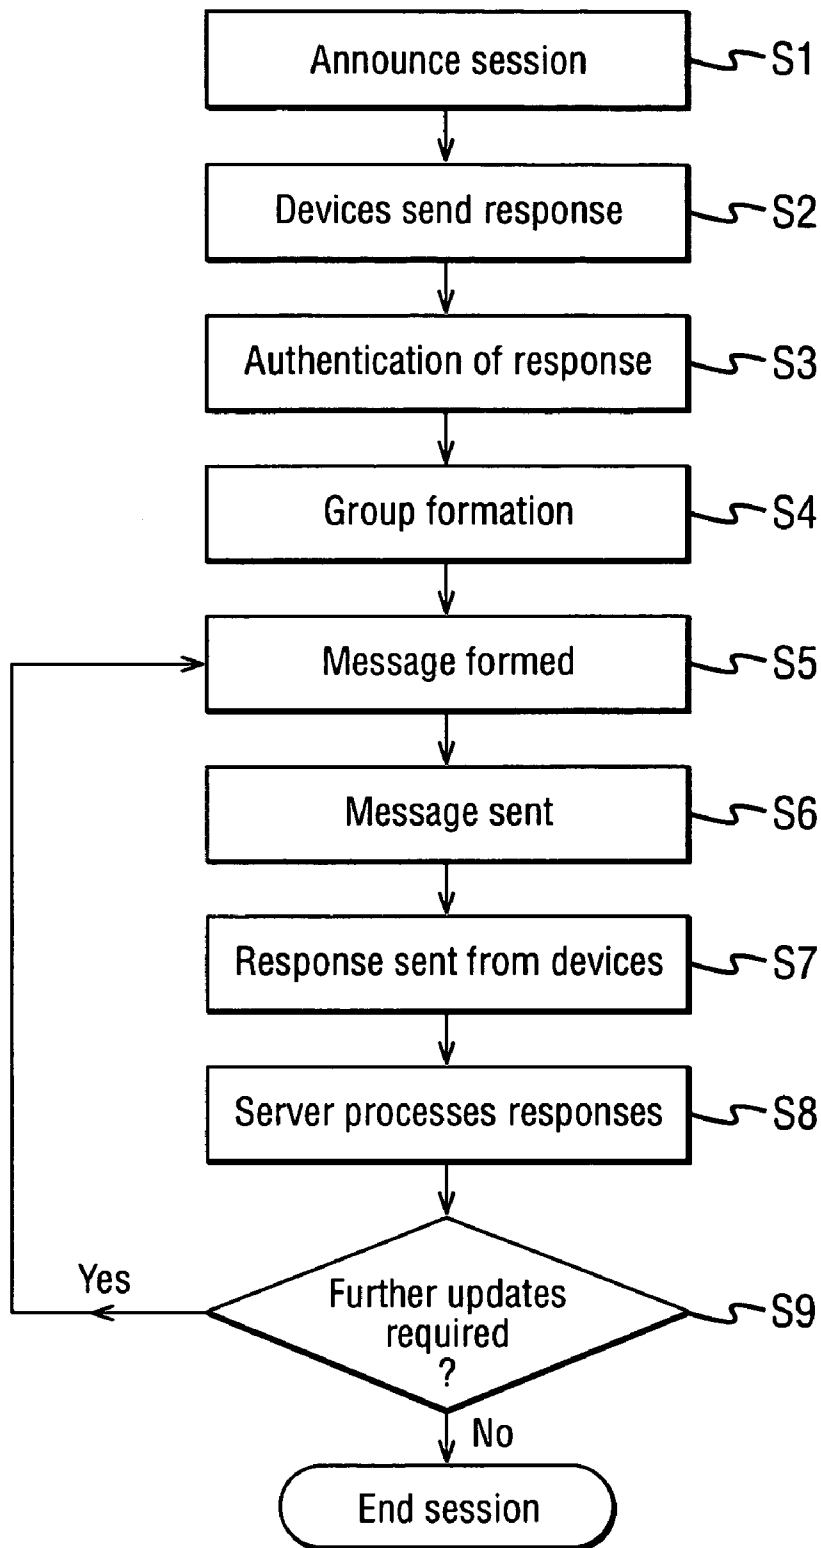 Announce session
S1
Devices send response
S2
Authentication of response
S3
Group formation
S4
Message formed
S5
Message sent
S6
Response sent from devices
S7
Server processes responses
S8
Yes
Further updates
required
?
S9
No
End session